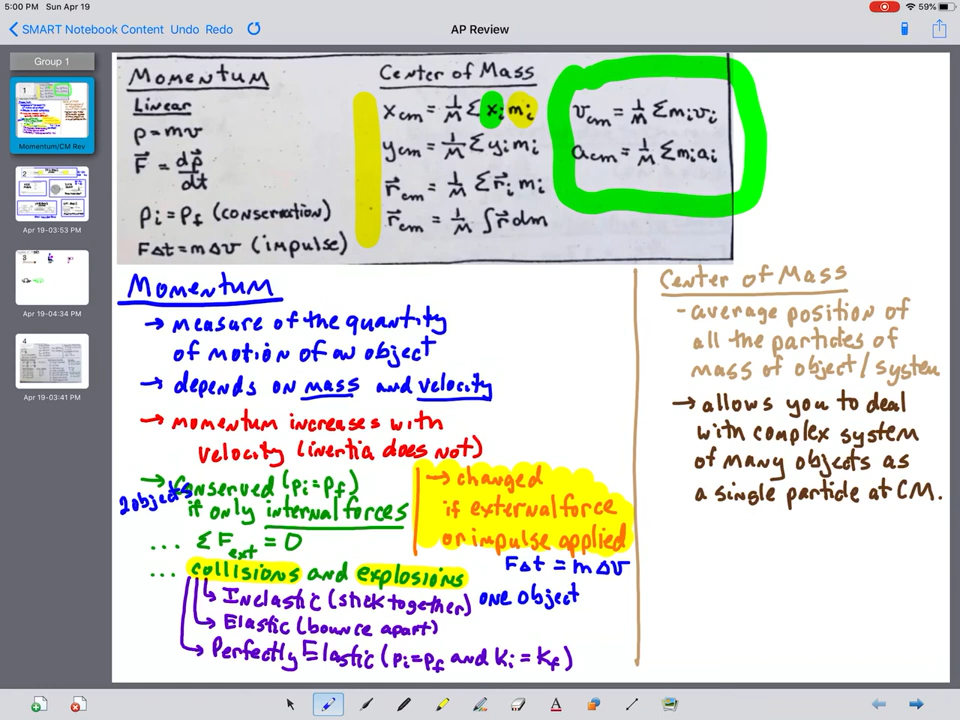 5:00 PM Sun Apr 19
59%
SMART Notebook Content Undo Redo
AP Review
Group 1
1
Momentum/CM Rev
2
Apr 19-03:53 PM
3
Apr 19-04:34 PM
4
Apr 19-03:41 PM
Momentum
Linear
p=mv
F⃗ = dp⃗/dt
pi = pf (conservation)
F∆t = m∆v (impulse)
Center of Mass
xcm = 1/M Σ xi mi
ycm = 1/M Σ yi mi
r⃗cm = 1/M Σ r⃗i mi
r⃗cm = 1/M ∫ r⃗ dm
vcm = 1/M Σ mi vi
acm = 1/M Σ mi ai
Momentum
→ measure of the quantity
of motion of an object
→ depends on mass and velocity
→ momentum increases with
velocity (inertia does not)
→ conserved (pi = pf)
2 objects
if only internal forces
... ΣFext = 0
... collisions and explosions
↳ Inelastic (stick together)
↳ Elastic (bounce apart)
↳ Perfectly Elastic (pi = pf and Ki = Kf)
→ changed
if external force
or impulse applied
F∆t = m∆v
one object
Center of Mass
- average position of
all the particles of
mass of object/system
→ allows you to deal
with complex system
of many objects as
a single particle at CM.